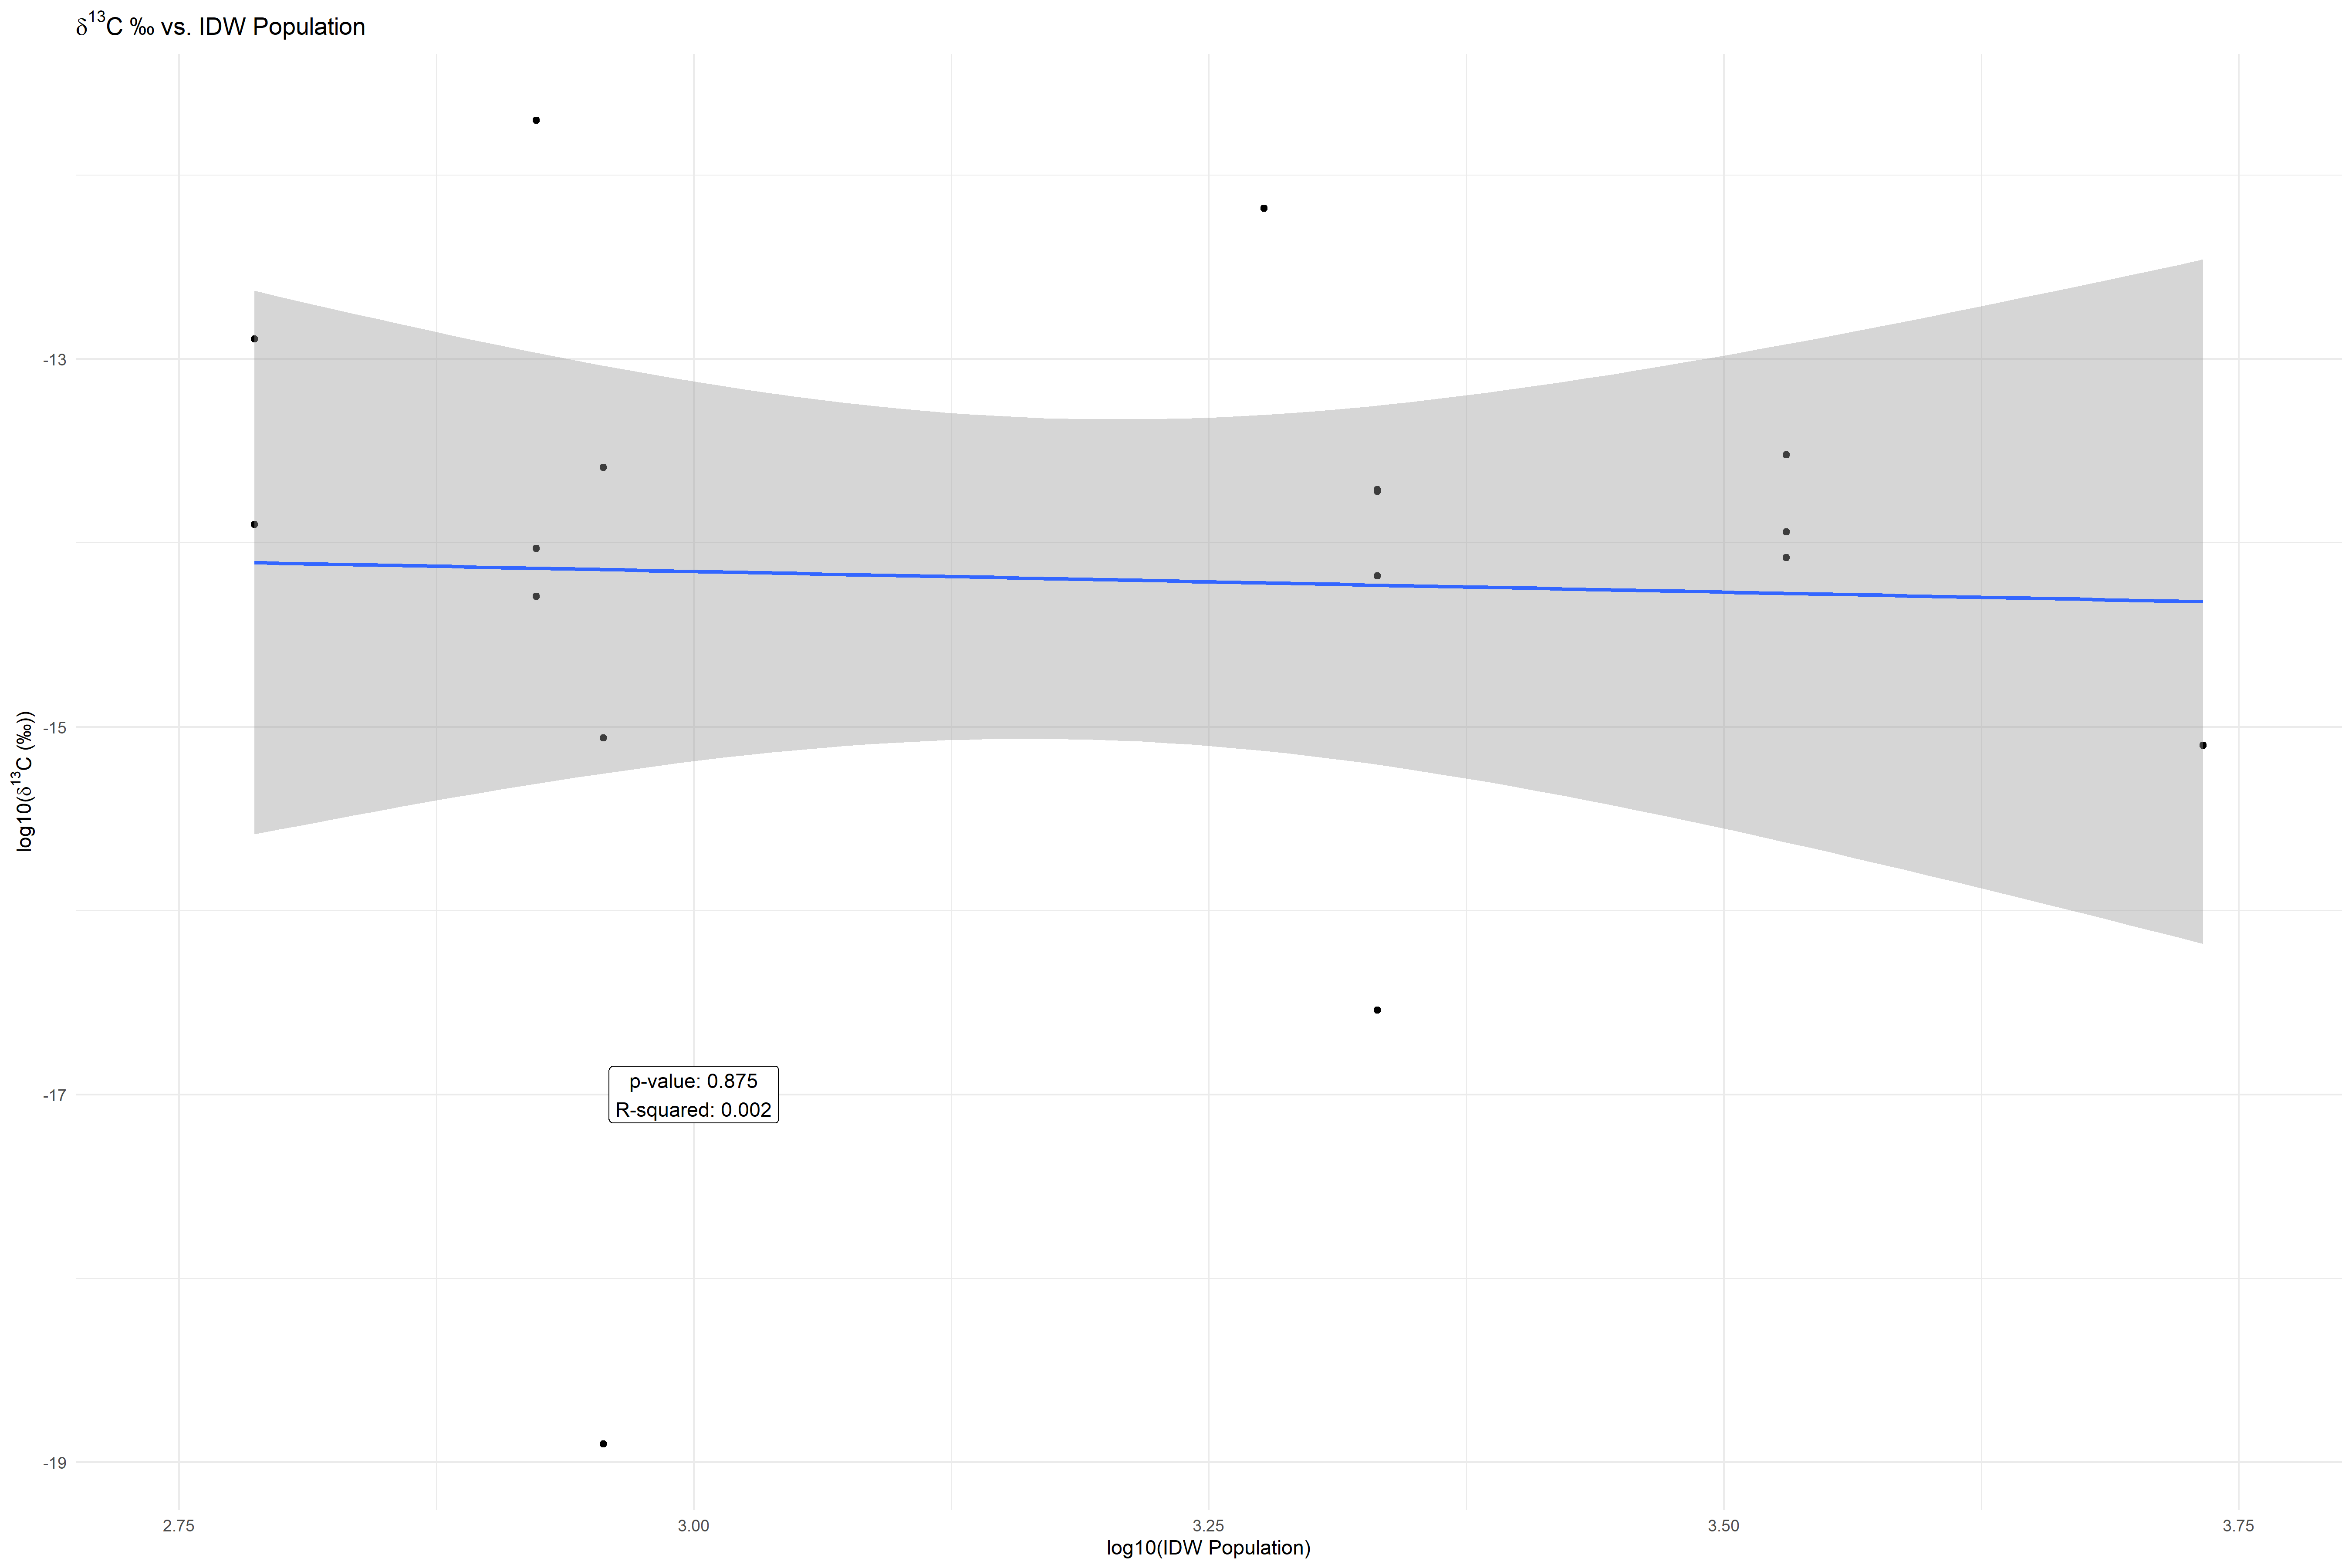 δ¹³C ‰ vs. IDW Population
-13
-15
-17
-19
log10(δ¹³C (‰))
p-value: 0.875
R-squared: 0.002
2.75
3.00
3.25
3.50
3.75
log10(IDW Population)